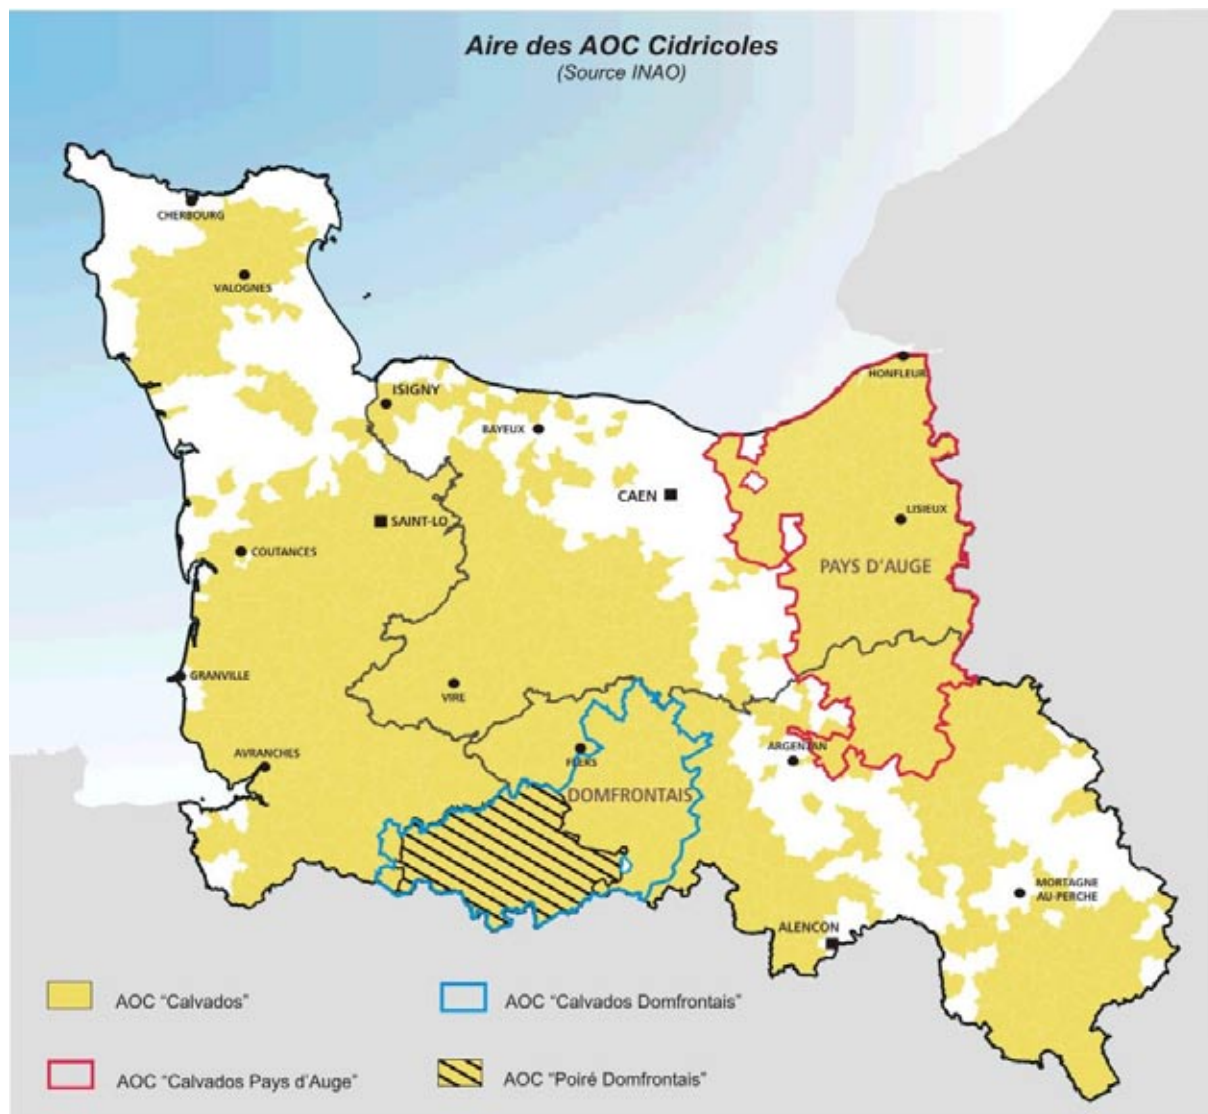 Aire des AOC Cidricoles
(Source INAO)
CHERBOURG
VALOGNES
HONFLEUR
ISIGNY
BAYEUX
CAEN
LISIEUX
SAINT-LO
COUTANCES
PAYS D'AUGE
GRANVILLE
VIRE
AVRANCHES
FLERS
ARGENTAN
DOMFRONTAIS
MORTAGNE
AU-PERCHE
ALENCON
AOC "Calvados"
AOC "Calvados Domfrontais"
AOC "Calvados Pays d'Auge"
AOC "Poiré Domfrontais"